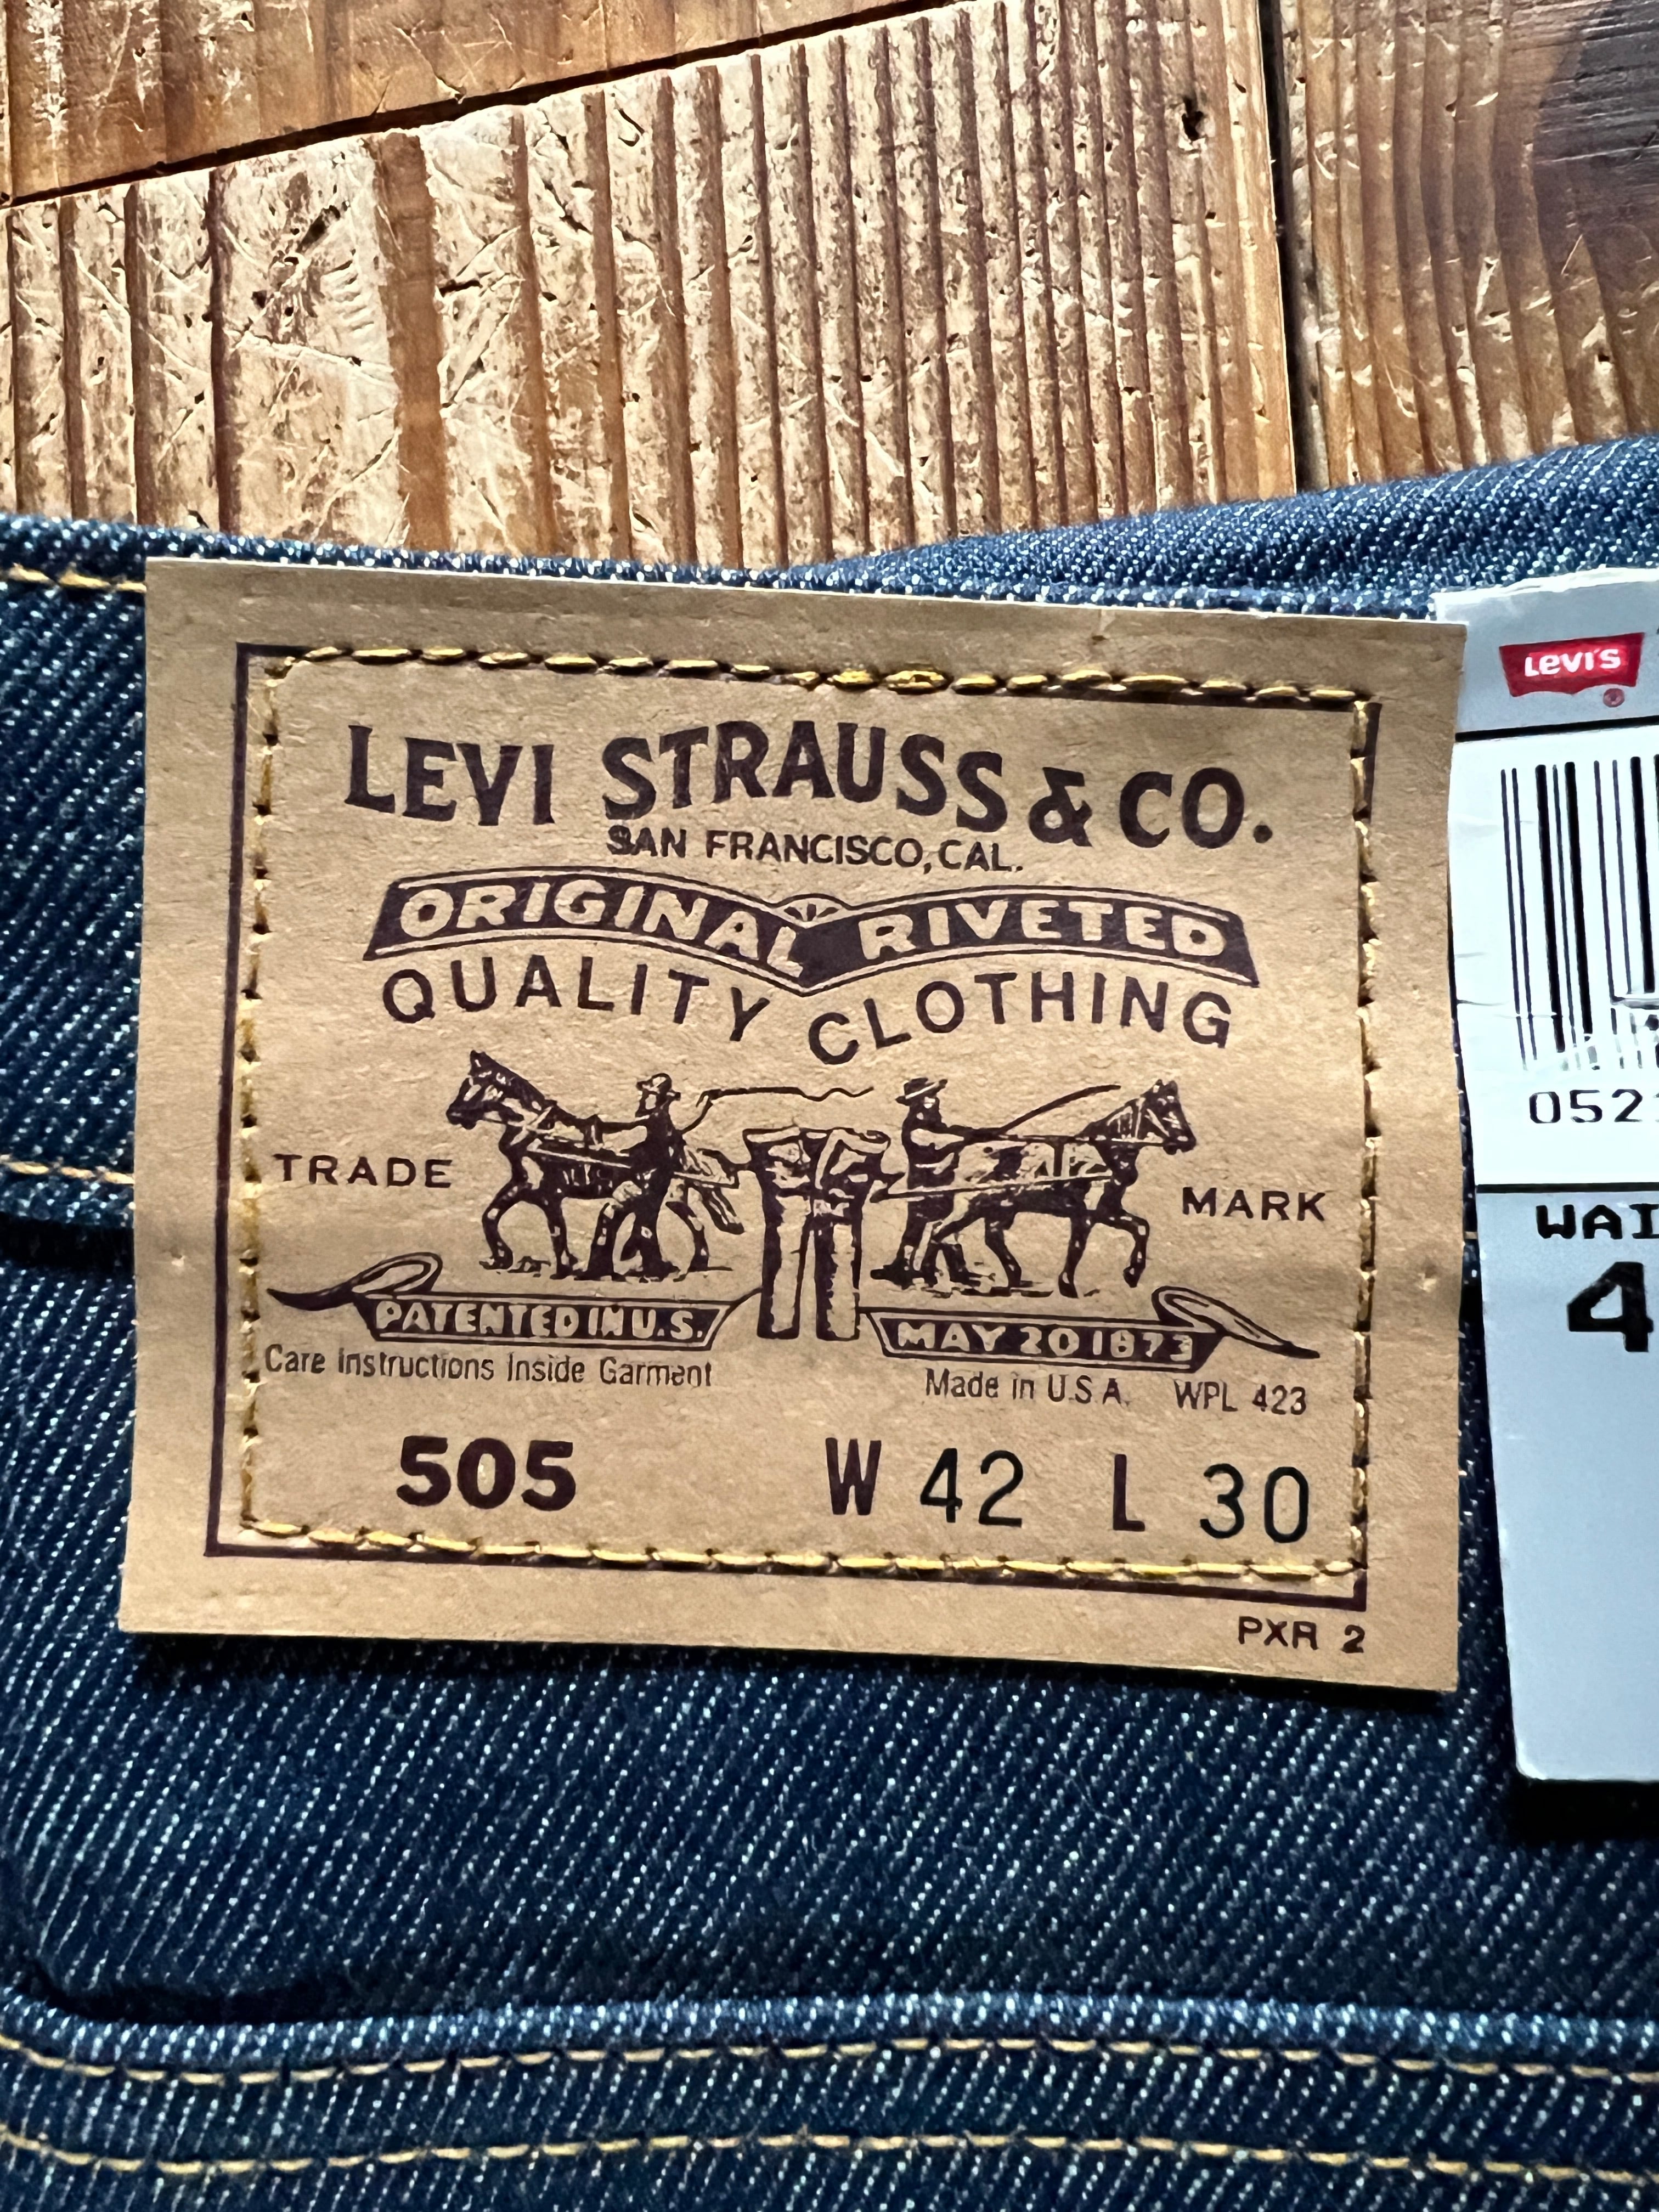 LEVI STRAUSS & CO.
SAN FRANCISCO, CAL.
ORIGINAL RIVETED
QUALITY CLOTHING
TRADE MARK
PATENTED IN U.S. MAY 20 1873
Care Instructions Inside Garment Made in U.S.A. WPL 423
505 W 42 L 30
PXR 2
LEVI'S
®
052
WAI
4